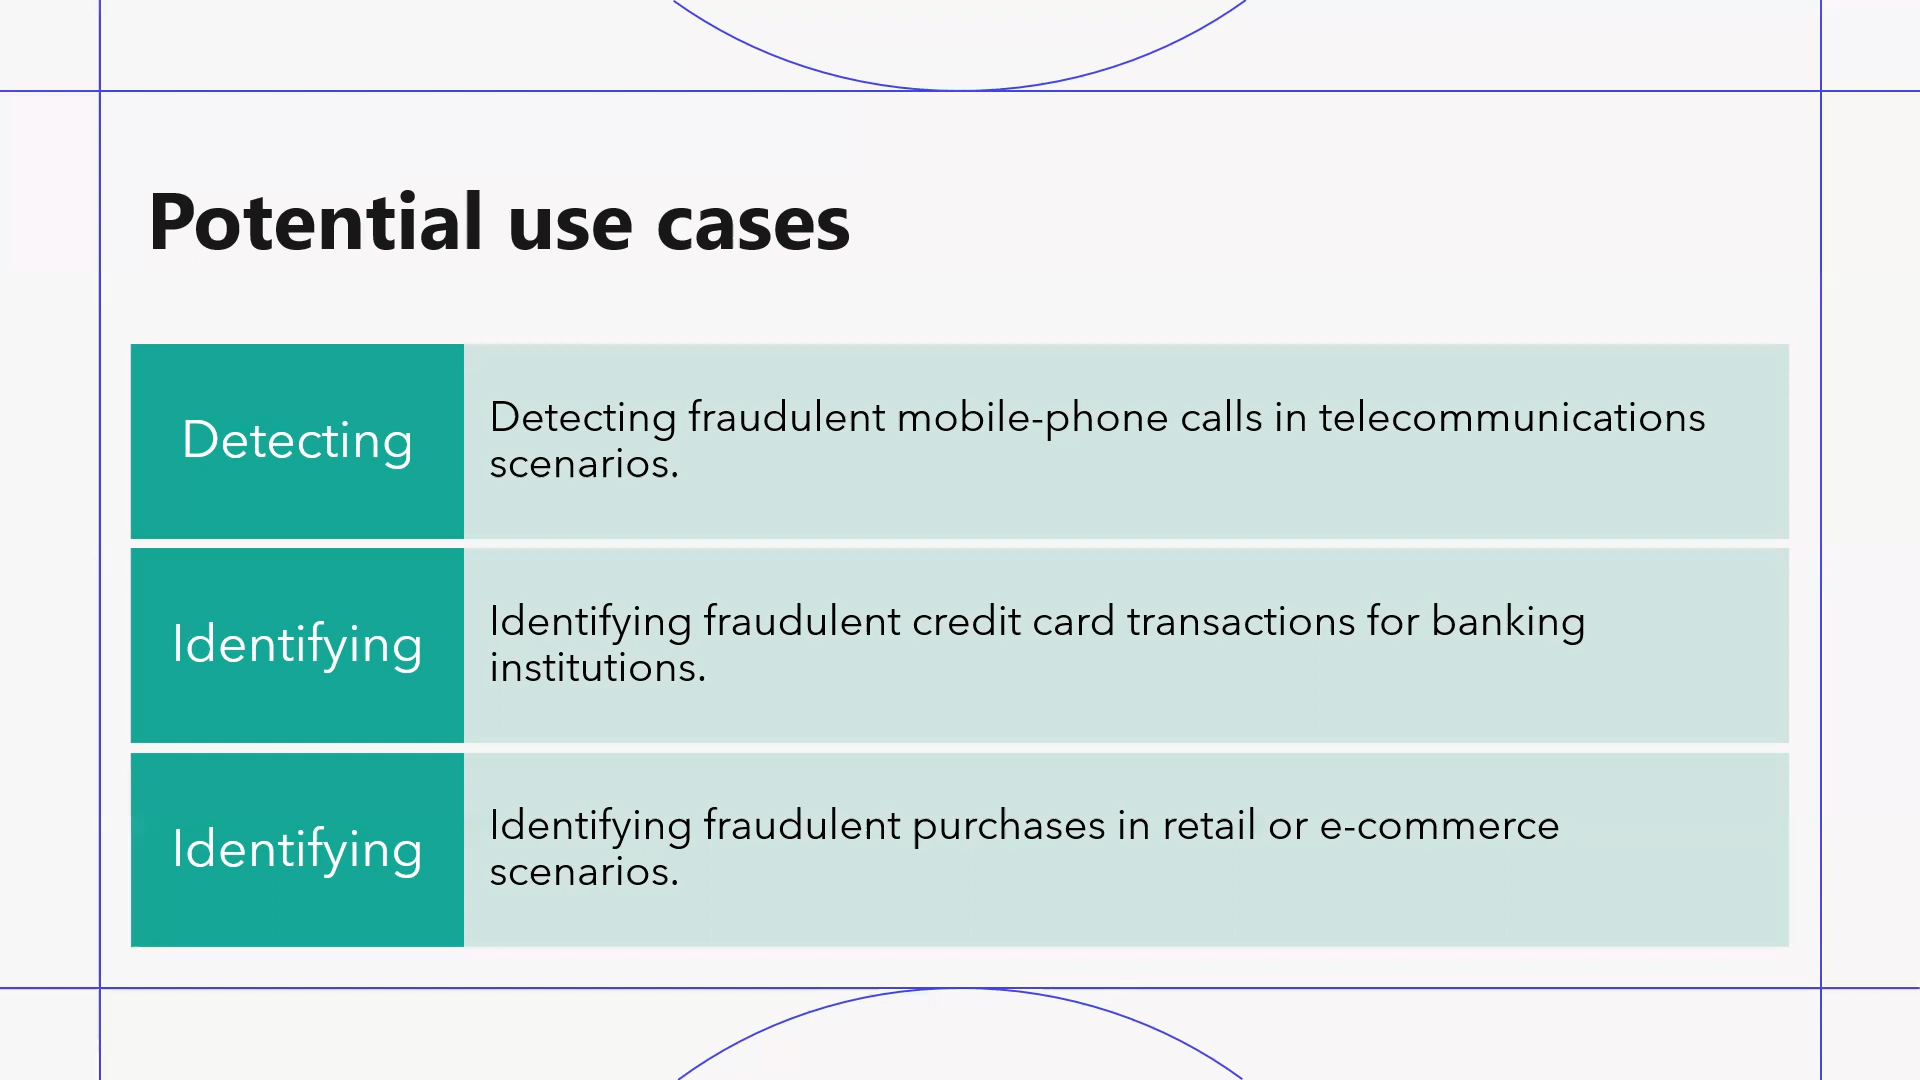 Potential use cases
Detecting
Detecting fraudulent mobile-phone calls in telecommunications
scenarios.
Identifying
Identifying fraudulent credit card transactions for banking
institutions.
Identifying
Identifying fraudulent purchases in retail or e-commerce
scenarios.